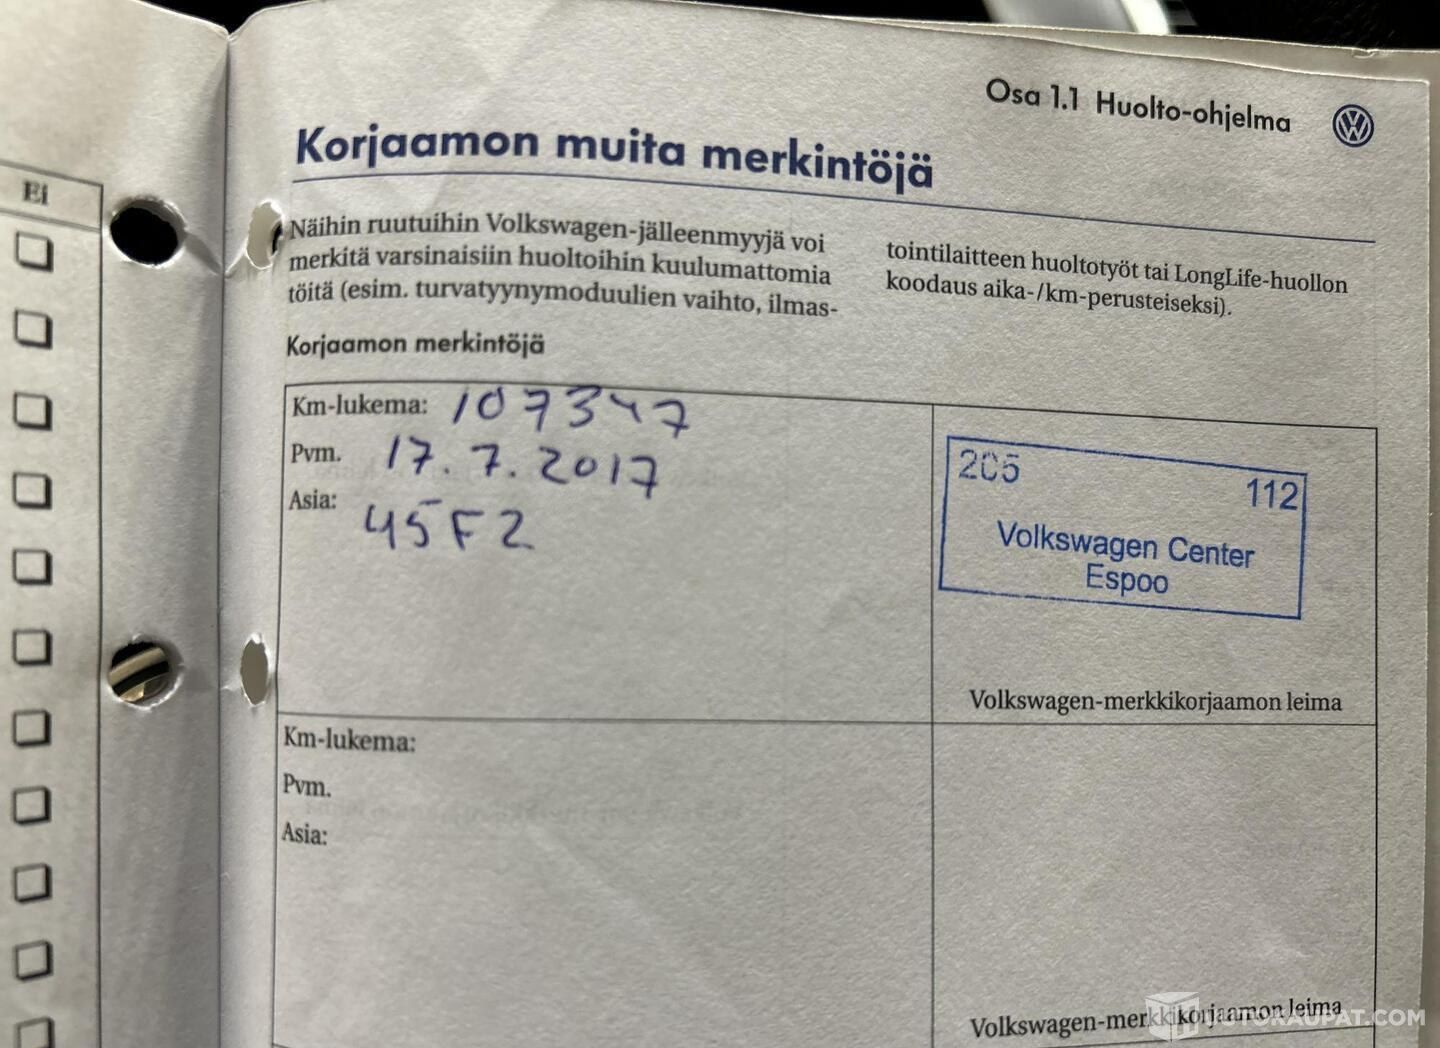 Osa 1.1 Huolto-ohjelma
Korjaamon muita merkintöjä
Ei
Näihin ruutuihin Volkswagen-jälleenmyyjä voi
merkitä varsinaisiin huoltoihin kuulumattomia
töitä (esim. turvatyynymoduulien vaihto, ilmas-
tointilaitteen huoltotyöt tai LongLife-huollon
koodaus aika-/km-perusteiseksi).
Korjaamon merkintöjä
Km-lukema: 107347
Pvm. 17.7.2017
Asia: 45F2
205
112
Volkswagen Center
Espoo
Volkswagen-merkkikorjaamon leima
Km-lukema:
Pvm.
Asia:
Volkswagen-merkkikorjaamon leima